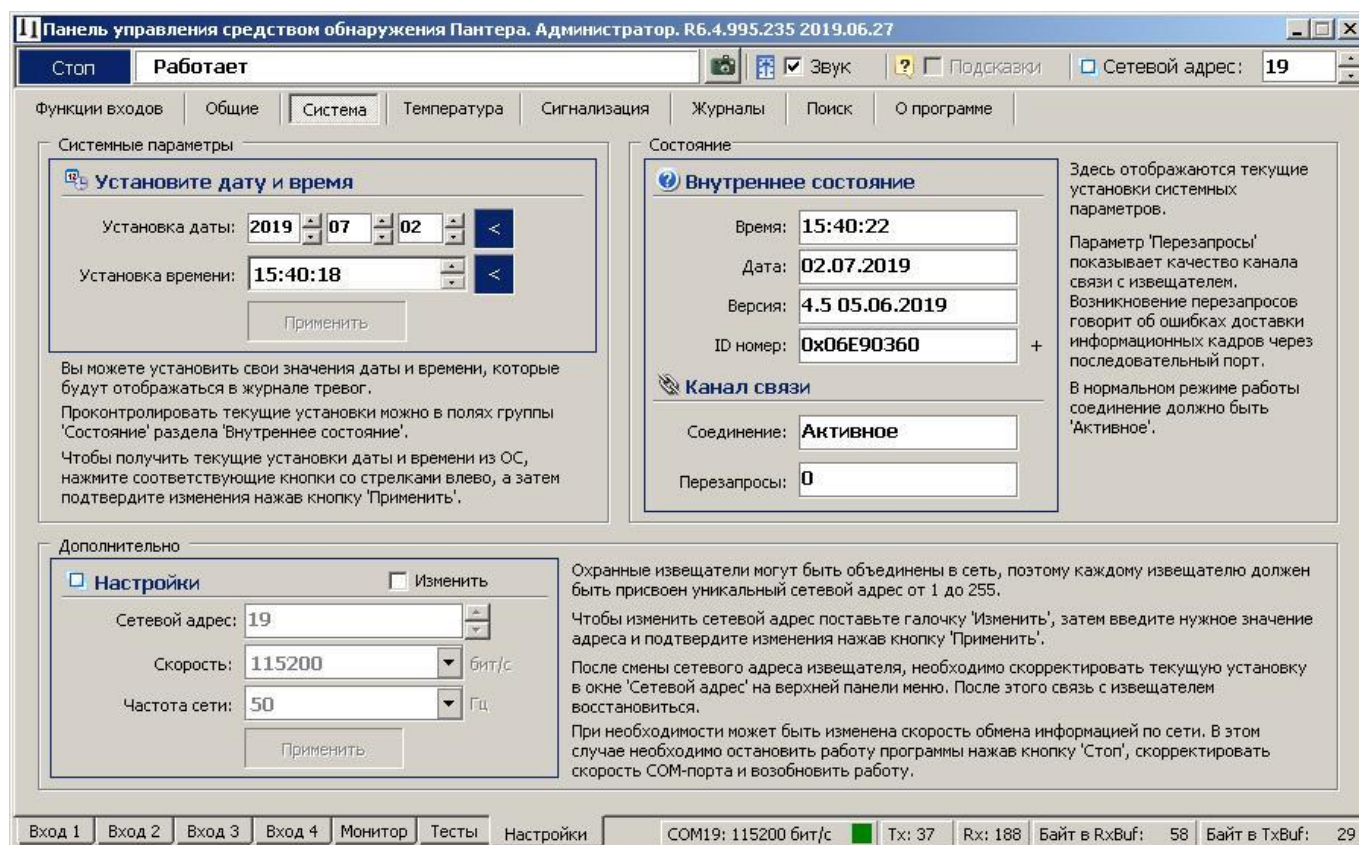 Панель управления средством обнаружения Пантера. Администратор. R6.4.995.235 2019.06.27
Стоп Работает Звук Подсказки Сетевой адрес: 19
Функции входов Общие Система Температура Сигнализация Журналы Поиск О программе
Системные параметры
Установите дату и время
Установка даты: 2019 07 02 <
Установка времени: 15:40:18 <
Применить
Вы можете установить свои значения даты и времени, которые
будут отображаться в журнале тревог.
Проконтролировать текущие установки можно в полях группы
'Состояние' раздела 'Внутреннее состояние'.
Чтобы получить текущие установки даты и времени из ОС,
нажмите соответствующие кнопки со стрелками влево, а затем
подтвердите изменения нажав кнопку 'Применить'.
Состояние
Внутреннее состояние
Время: 15:40:22
Дата: 02.07.2019
Версия: 4.5 05.06.2019
ID номер: 0x06E90360 +
Канал связи
Соединение: Активное
Перезапросы: 0
Здесь отображаются текущие
установки системных
параметров.
Параметр 'Перезапросы'
показывает качество канала
связи с извещателем.
Возникновение перезапросов
говорит об ошибках доставки
информационных кадров через
последовательный порт.
В нормальном режиме работы
соединение должно быть
'Активное'.
Дополнительно
Настройки Изменить
Сетевой адрес: 19
Скорость: 115200 бит/с
Частота сети: 50 Гц
Применить
Охранные извещатели могут быть объединены в сеть, поэтому каждому извещателю должен
быть присвоен уникальный сетевой адрес от 1 до 255.
Чтобы изменить сетевой адрес поставьте галочку 'Изменить', затем введите нужное значение
адреса и подтвердите изменения нажав кнопку 'Применить'.
После смены сетевого адреса извещателя, необходимо скорректировать текущую установку
в окне 'Сетевой адрес' на верхней панели меню. После этого связь с извещателем
восстановиться.
При необходимости может быть изменена скорость обмена информацией по сети. В этом
случае необходимо остановить работу программы нажав кнопку 'Стоп', скорректировать
скорость COM-порта и возобновить работу.
Вход 1 Вход 2 Вход 3 Вход 4 Монитор Тесты Настройки COM19: 115200 бит/с Tx: 37 Rx: 188 Байт в RxBuf: 58 Байт в TxBuf: 29